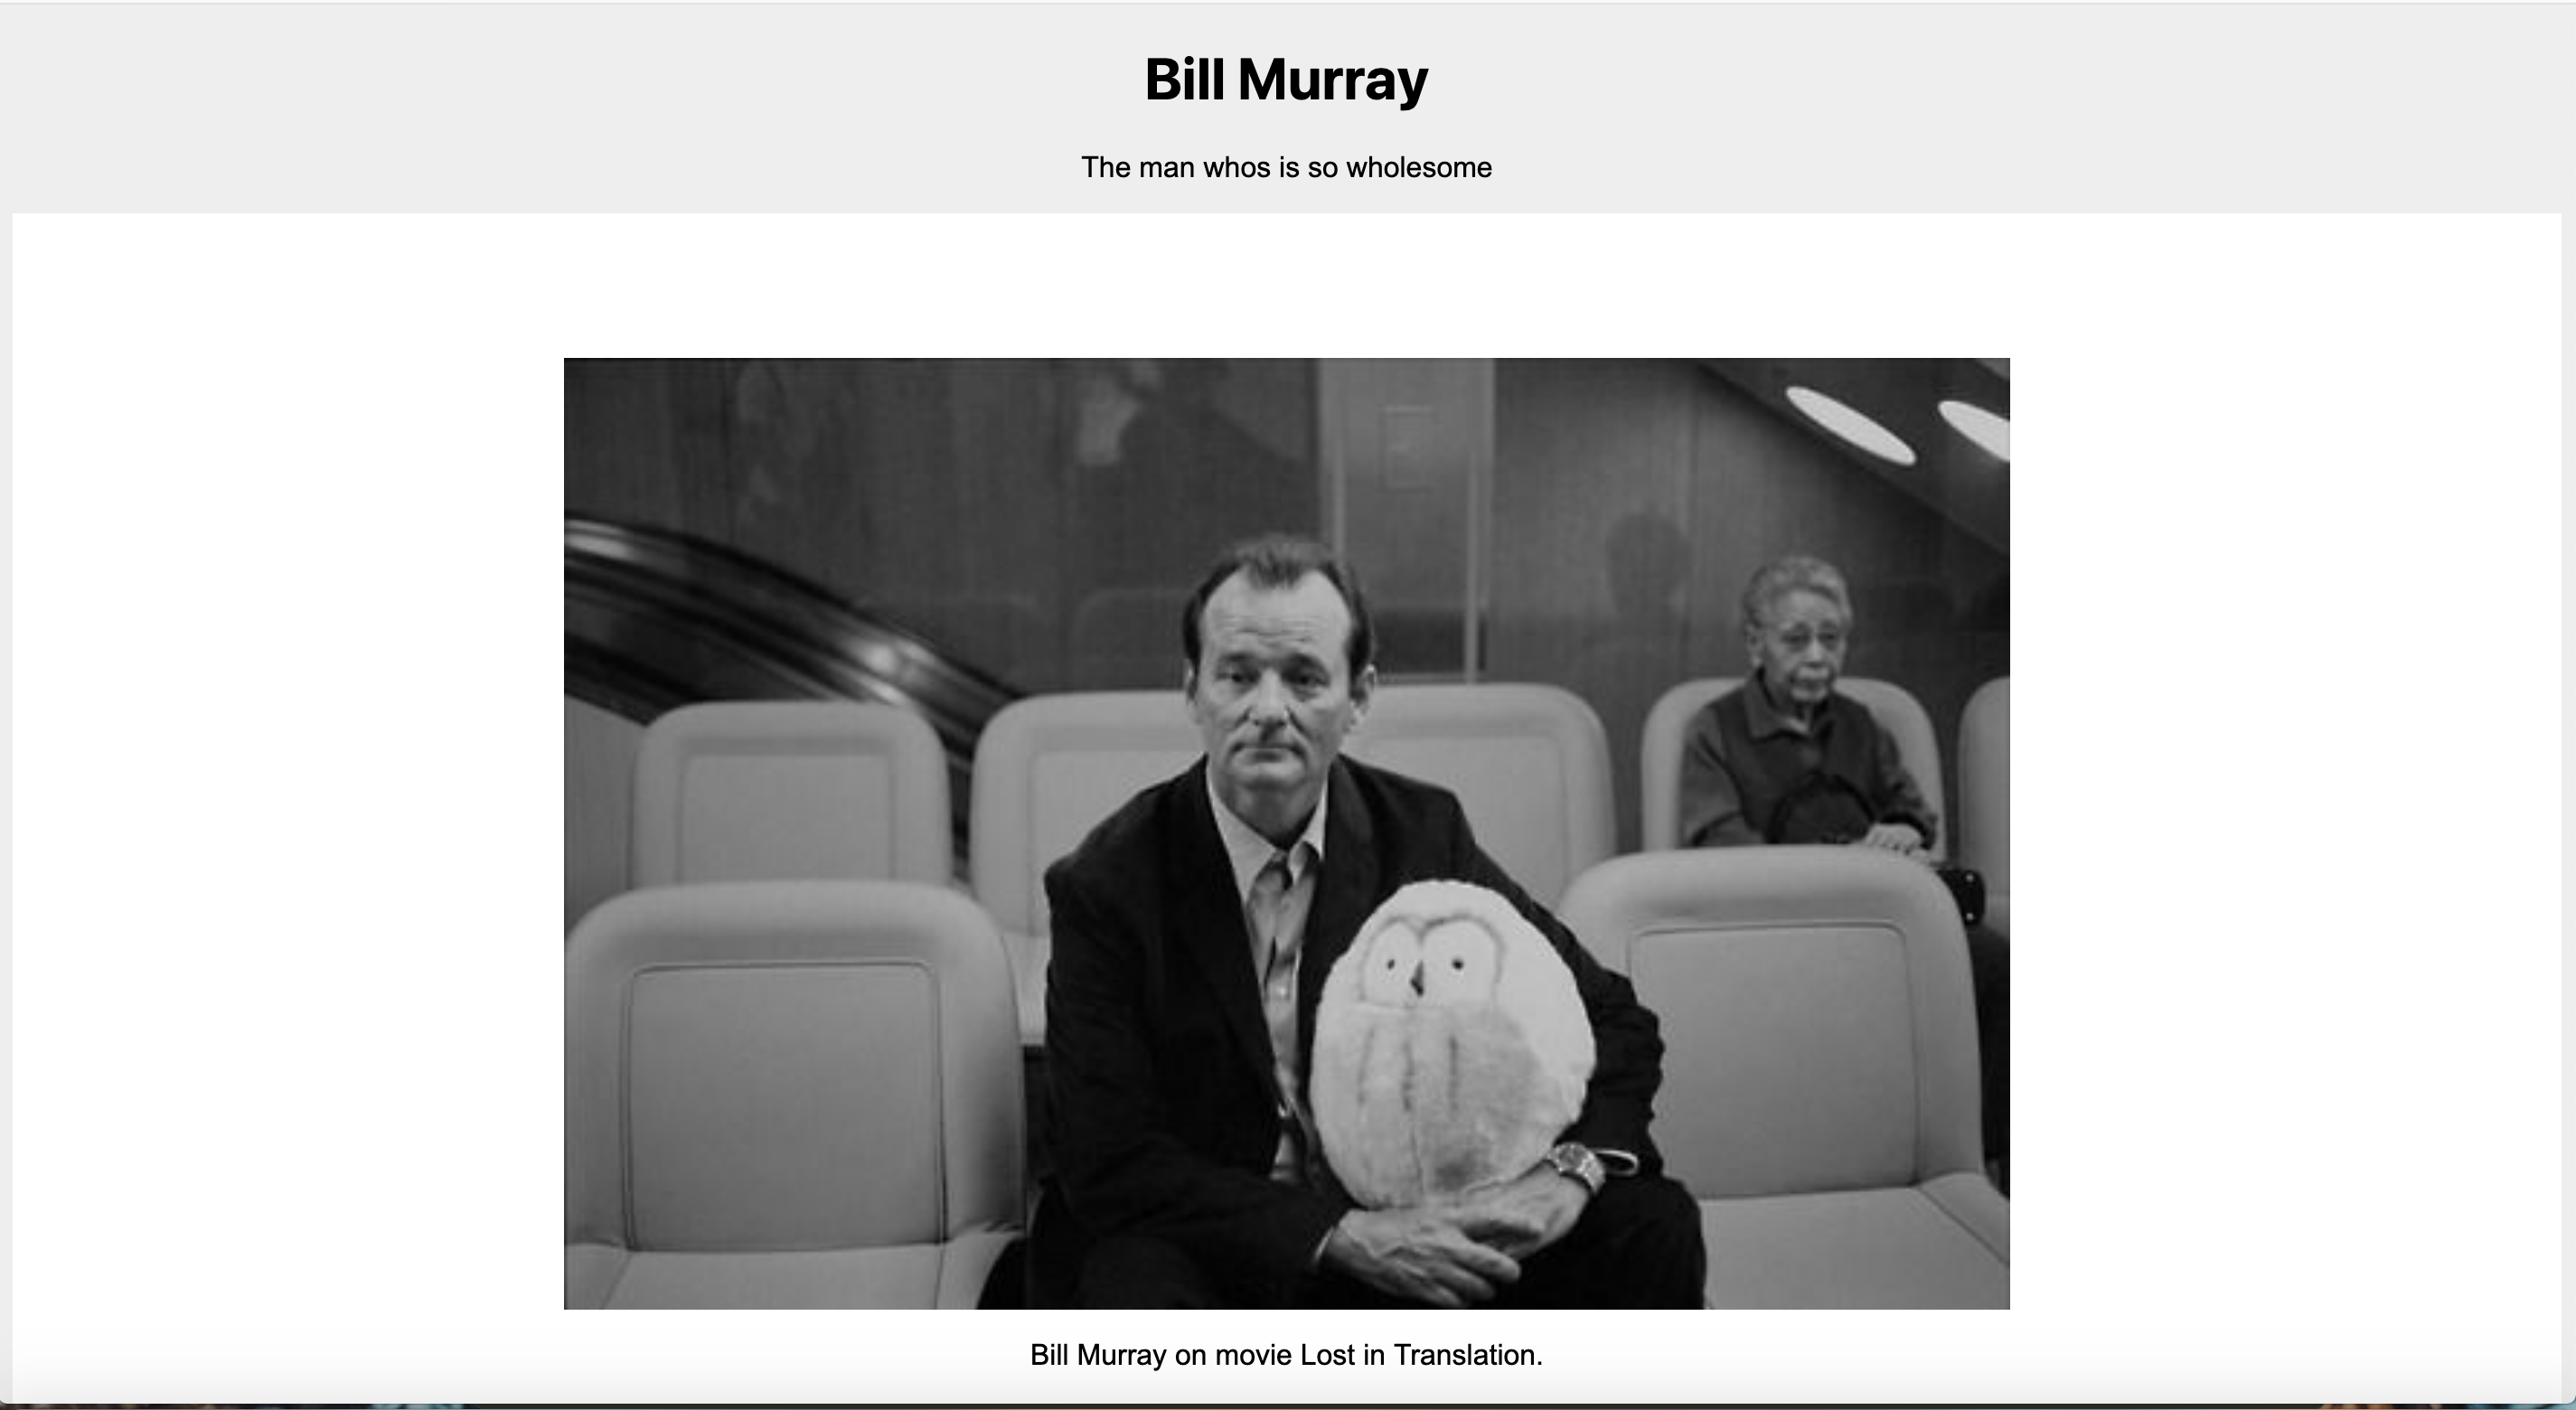 Bill Murray
The man whos is so wholesome
Bill Murray on movie Lost in Translation.